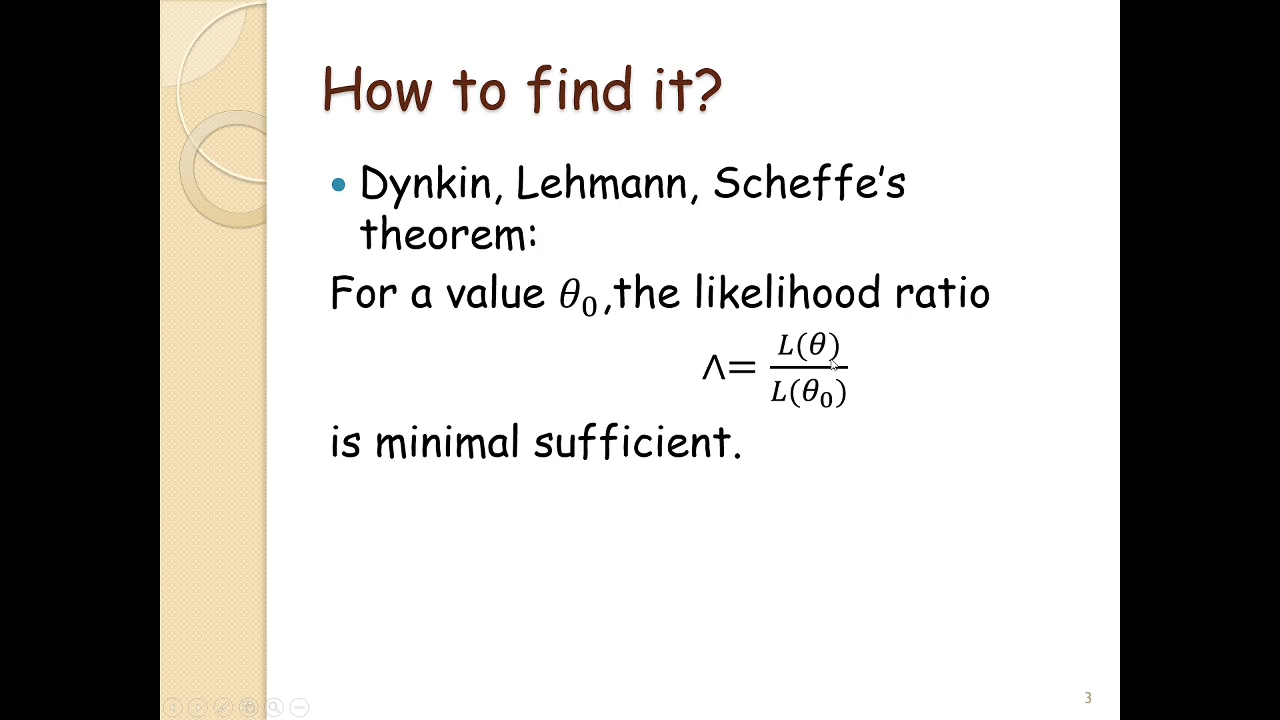 How to find it?
• Dynkin, Lehmann, Scheffe’s
theorem:
For a value θ₀,the likelihood ratio
∧= L(θ)/L(θ₀)
is minimal sufficient.
3